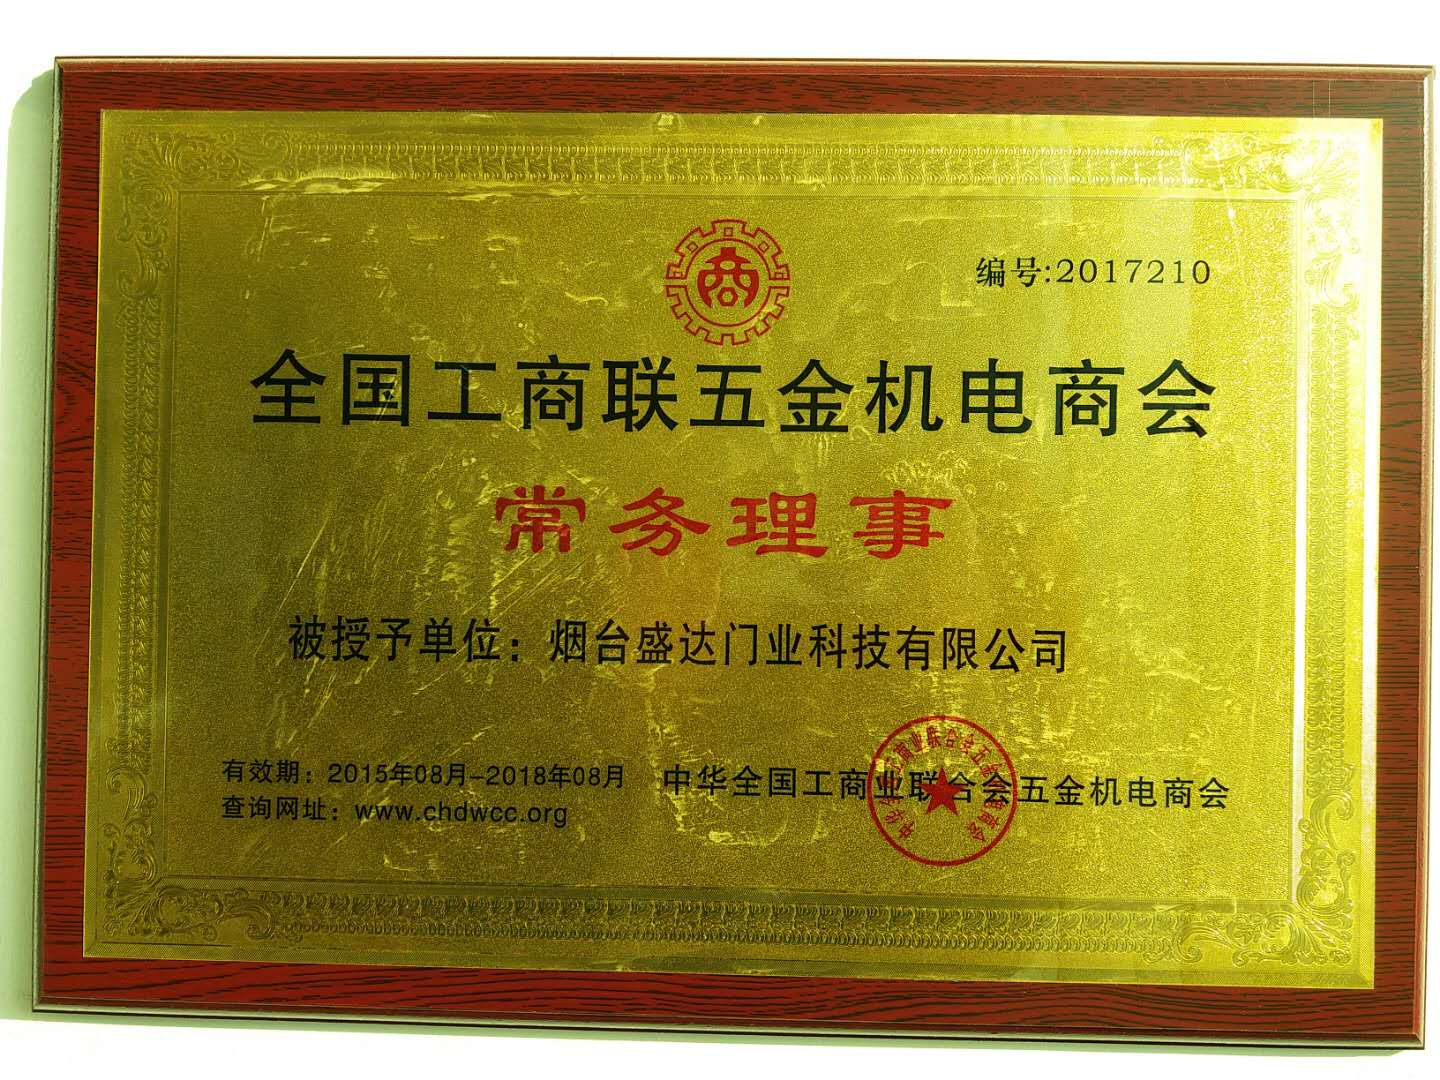 商
编号:2017210
全国工商联五金机电商会
常务理事
被授予单位：烟台盛达门业科技有限公司
有效期：2015年08月-2018年08月
查询网址：www.chdwcc.org
中华全国工商业联合会五金机电商会